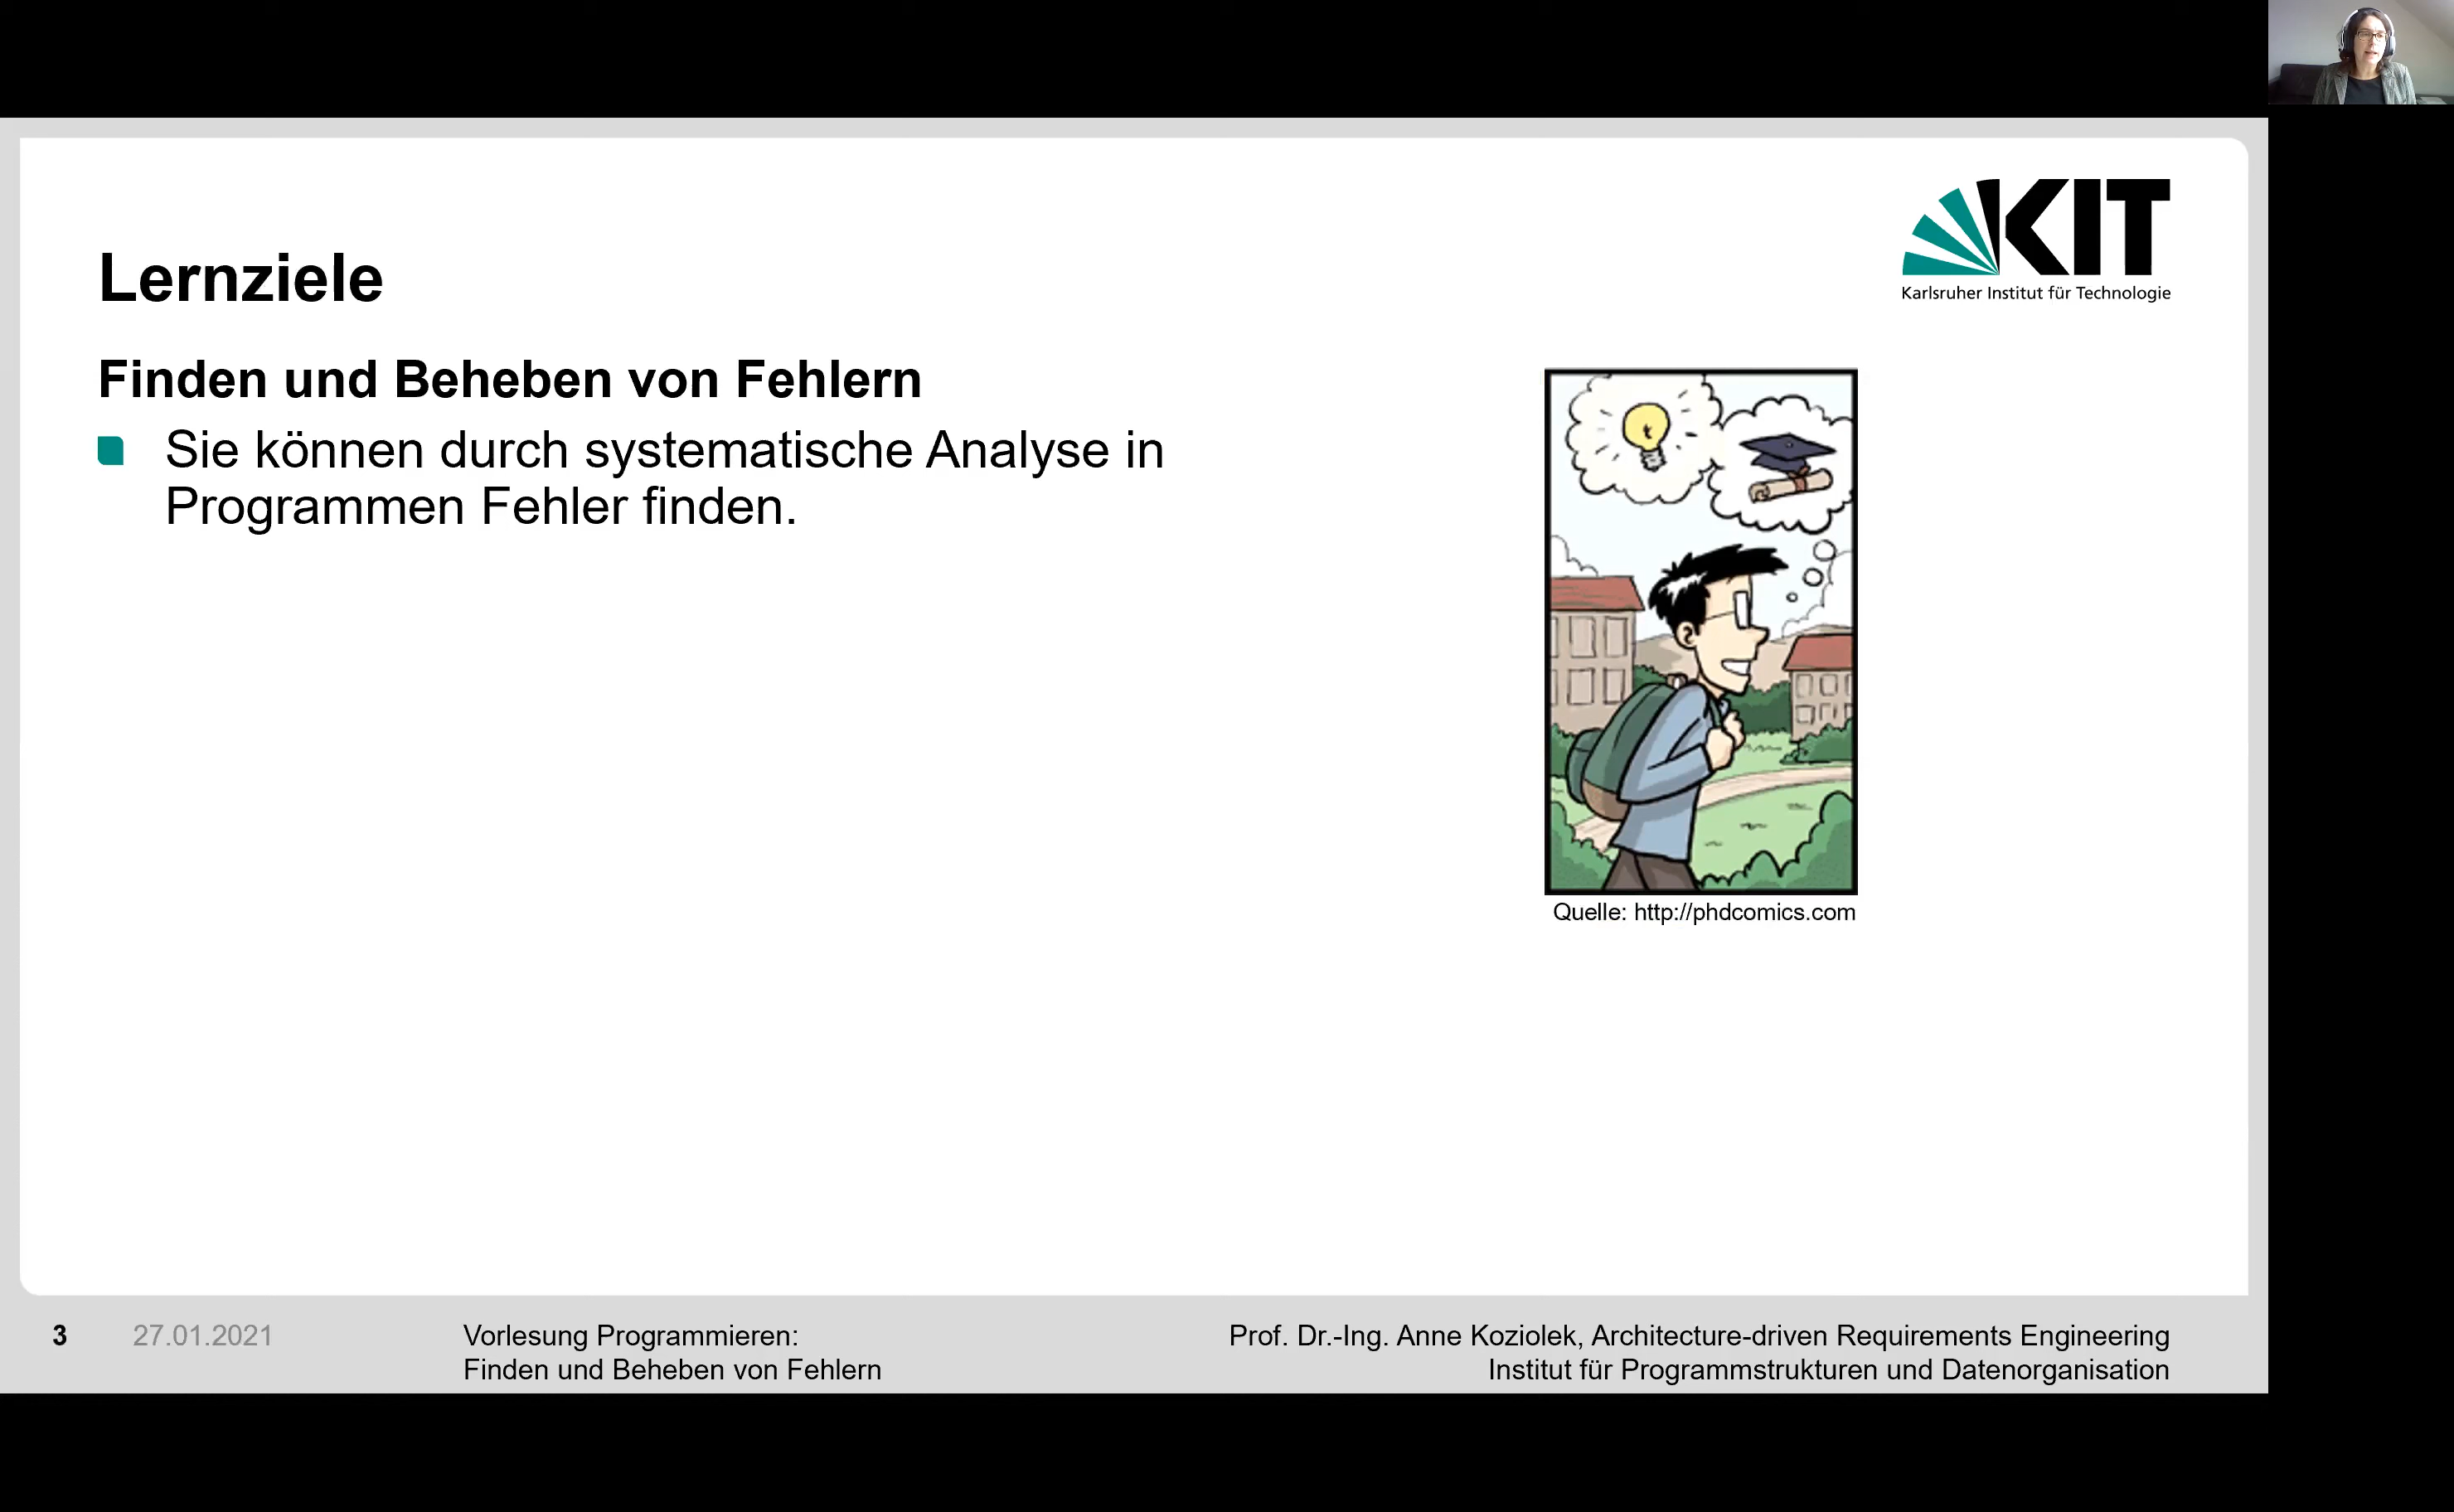 KIT
Karlsruher Institut für Technologie
Lernziele
Finden und Beheben von Fehlern
Sie können durch systematische Analyse in
Programmen Fehler finden.
Quelle: http://phdcomics.com
3
27.01.2021
Vorlesung Programmieren:
Finden und Beheben von Fehlern
Prof. Dr.-Ing. Anne Koziolek, Architecture-driven Requirements Engineering
Institut für Programmstrukturen und Datenorganisation